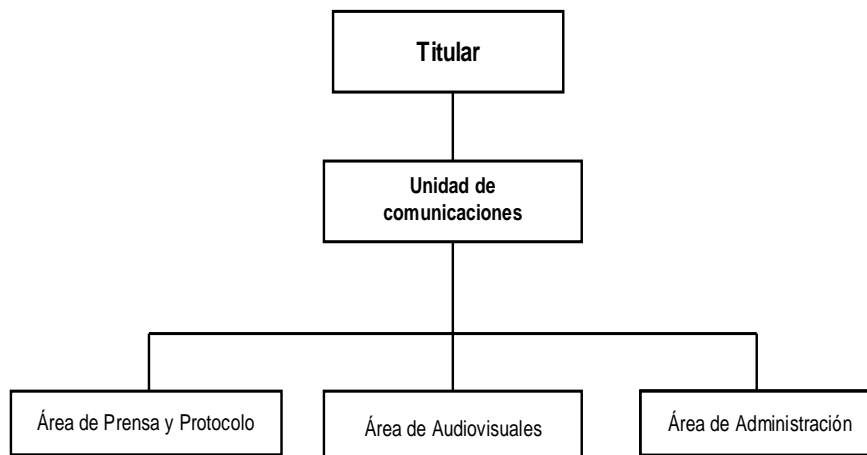 Titular
Unidad de
comunicaciones
Área de Prensa y Protocolo
Área de Audiovisuales
Área de Administración